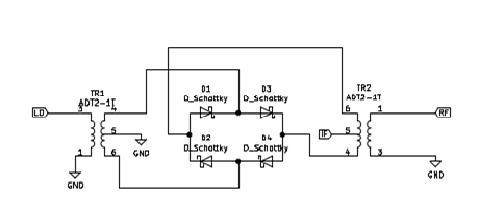 D1
D_Schottky
D3
D_Schottky
TR1
ADT2-1T
TR2
ADT2-1T
LO
3
4
6
1
RF
5
IF
5
D2
D_Schottky
D4
D_Schottky
1
6
4
3
GND
GND
GND